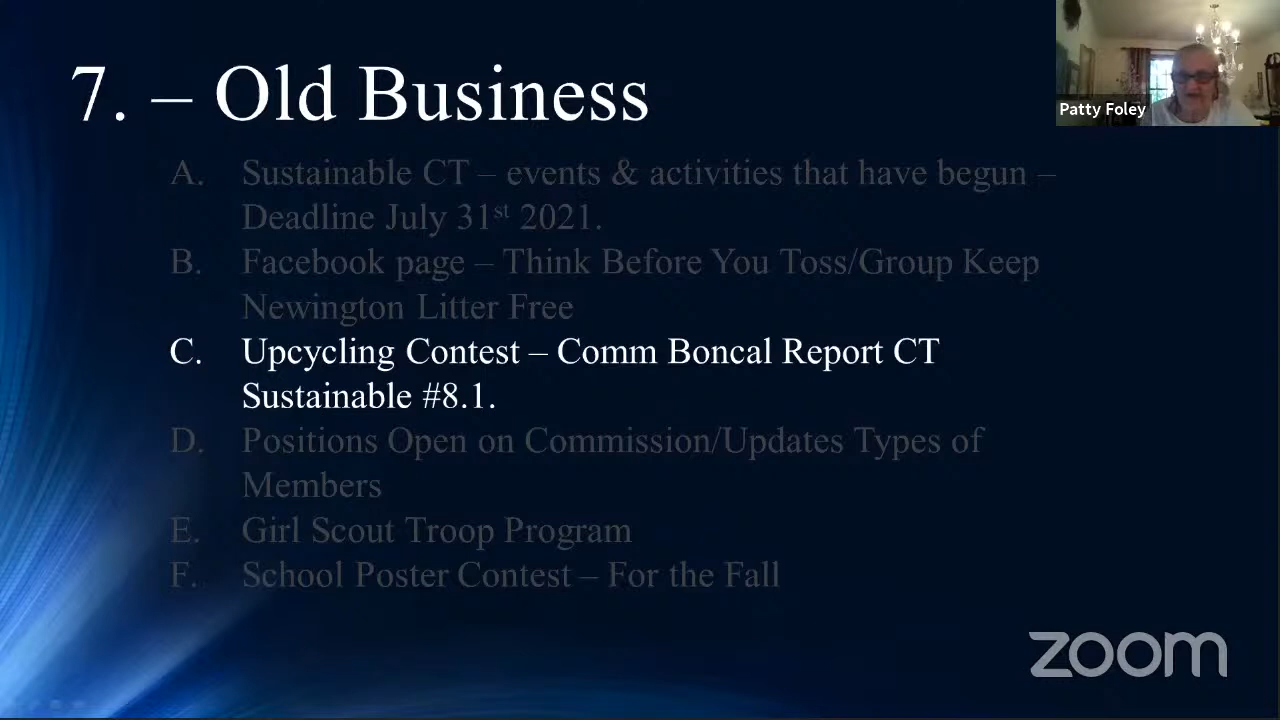 7. – Old Business
Patty Foley
A. Sustainable CT – events & activities that have begun –
Deadline July 31st 2021.
B. Facebook page – Think Before You Toss/Group Keep
Newington Litter Free
C. Upcycling Contest – Comm Boncal Report CT
Sustainable #8.1.
D. Positions Open on Commission/Updates Types of
Members
E. Girl Scout Troop Program
F. School Poster Contest – For the Fall
zoom